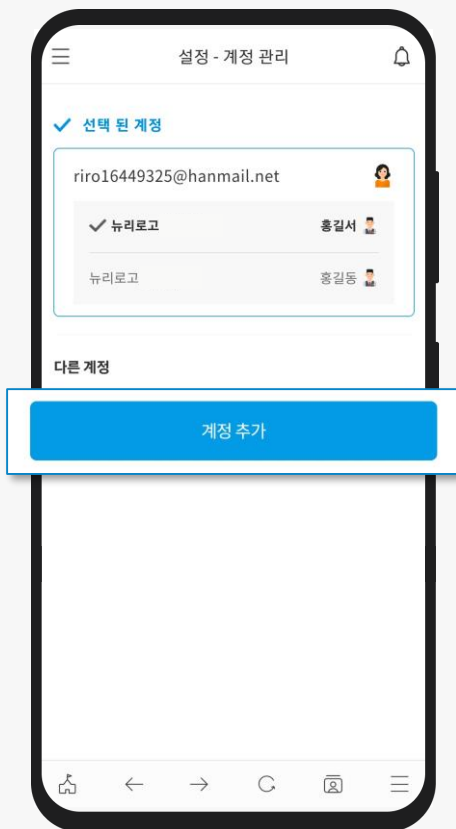 설정 - 계정 관리
선택 된 계정
riro16449325@hanmail.net
뉴리로고 홍길서
뉴리로고 홍길동
다른 계정
계정 추가